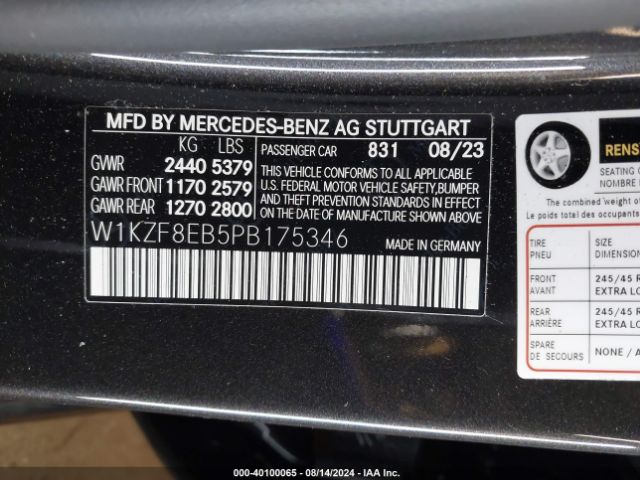 MFD BY MERCEDES-BENZ AG STUTTGART
KG LBS
PASSENGER CAR 831 08/23
GVWR 2440 5379
GAWR FRONT 1170 2579
GAWR REAR 1270 2800
THIS VEHICLE CONFORMS TO ALL APPLICABLE
U.S. FEDERAL MOTOR VEHICLE SAFETY, BUMPER
AND THEFT PREVENTION STANDARDS IN EFFECT
ON THE DATE OF MANUFACTURE SHOWN ABOVE.
W1KZF8EB5PB175346
MADE IN GERMANY
RENS
SEATING
NOMBRE
The combined weight of
Le poids total des occupants
TIRE
PNEU
SIZE
DIMENSION
FRONT
AVANT
245/45 R
EXTRA LO
REAR
ARRIÈRE
245/45 R
EXTRA LO
SPARE
DE SECOURS
NONE / A
000-40100065 - 08/14/2024 - IAA Inc.